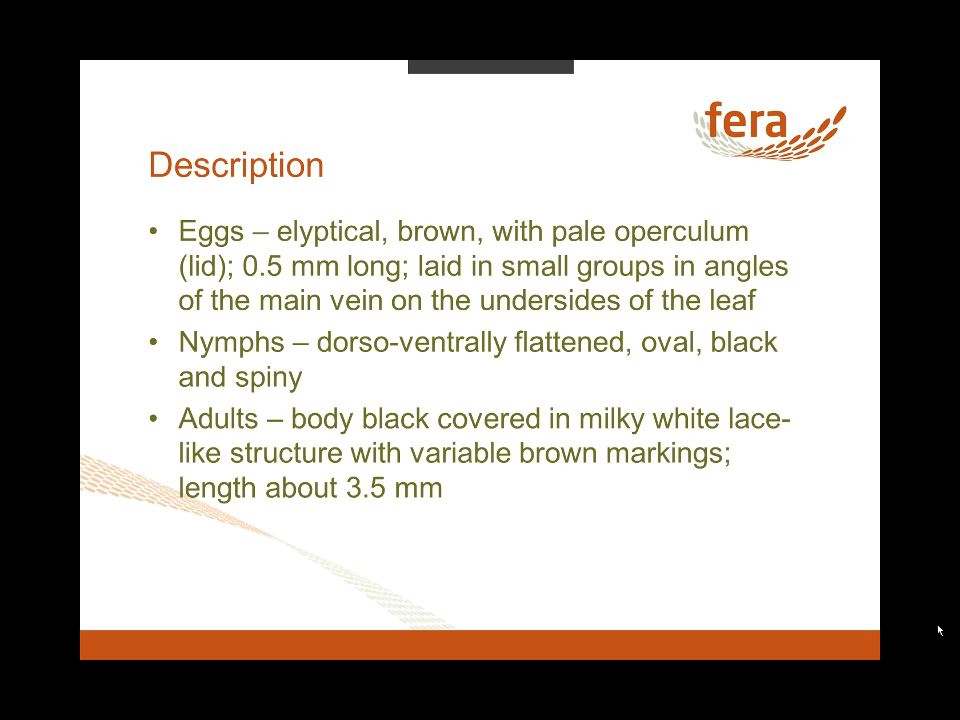 fera
Description
• Eggs – elyptical, brown, with pale operculum
(lid); 0.5 mm long; laid in small groups in angles
of the main vein on the undersides of the leaf
• Nymphs – dorso-ventrally flattened, oval, black
and spiny
• Adults – body black covered in milky white lace-
like structure with variable brown markings;
length about 3.5 mm